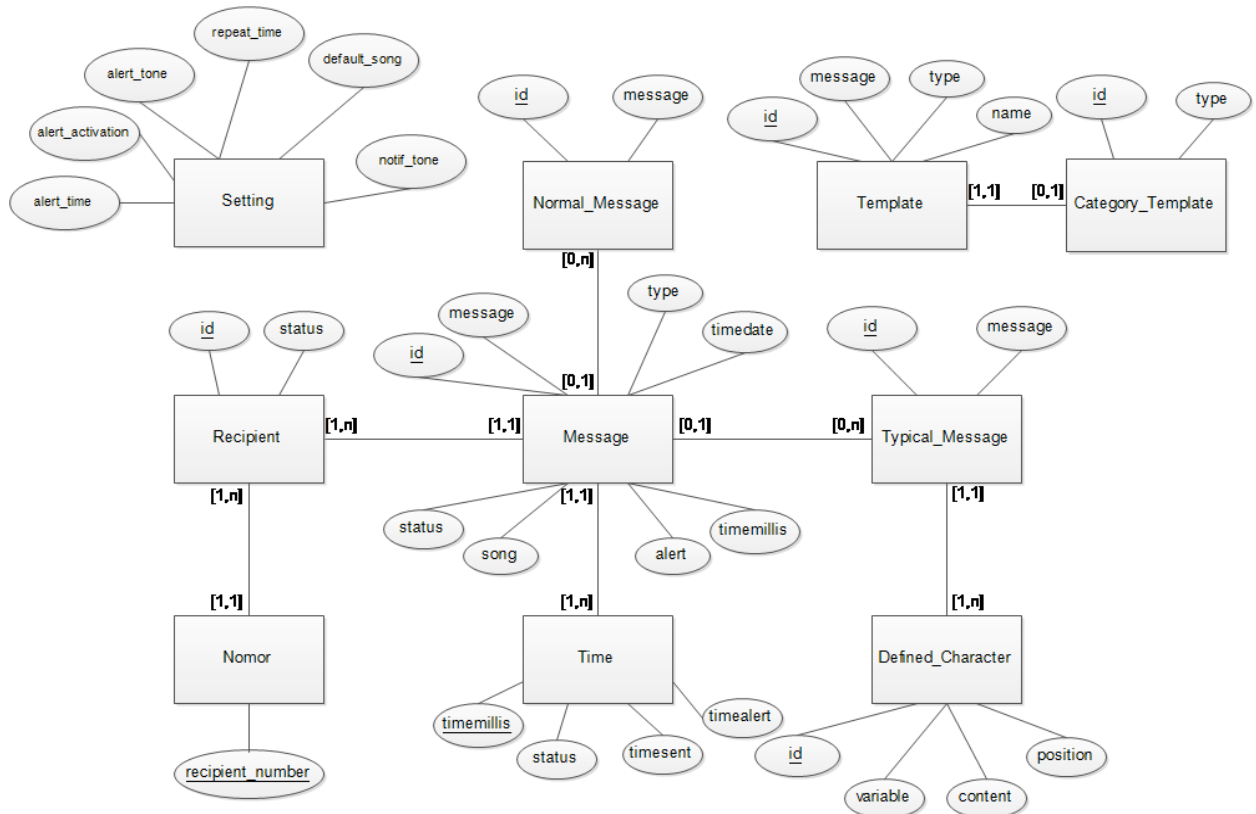 repeat_time
alert_tone
default_song
alert_activation
notif_tone
alert_time
Setting
id
message
Normal_Message
message
type
id
name
Template
[1,1]
[0,1]
id
type
Category_Template
[0,n]
id
status
Recipient
[1,n]
[1,1]
message
type
id
timedate
[0,1]
Message
[0,1]
[0,n]
id
message
Typical_Message
[1,n]
[1,1]
[1,1]
status
song
alert
timemillis
[1,1]
[1,n]
[1,n]
Nomor
Time
Defined_Character
recipient_number
timemillis
status
timesent
timealert
id
variable
content
position